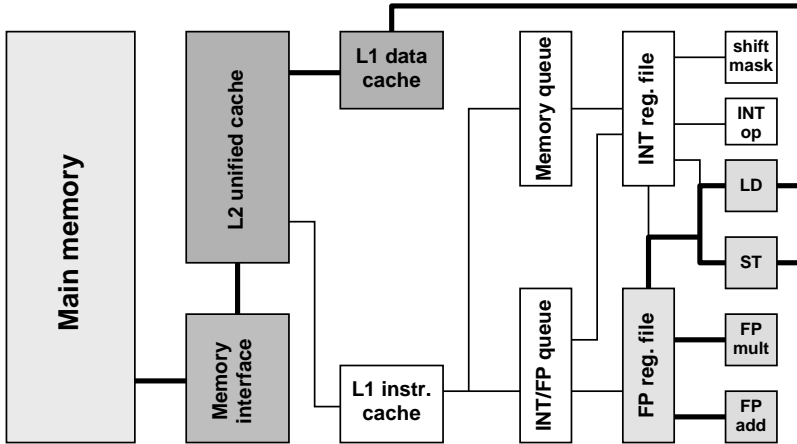 Main memory
L2 unified cache
Memory
interface
L1 data
cache
L1 instr.
cache
Memory queue
INT/FP queue
INT reg. file
FP reg. file
shift
mask
INT
op
LD
ST
FP
mult
FP
add